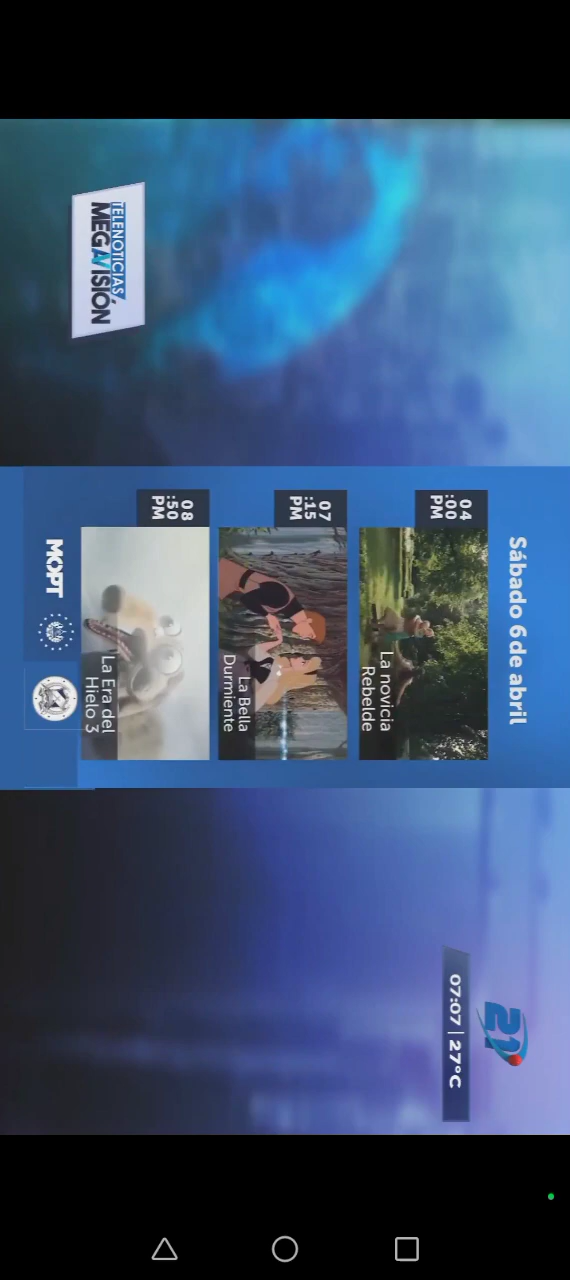 TELENOTICIAS
MEGAVISIÓN
Sábado 6 de abril
04
:00
PM
La novicia
Rebelde
07
:15
PM
La Bella
Durmiente
08
:50
PM
La Era del
Hielo 3
MOPT
21
07:07 | 27°C